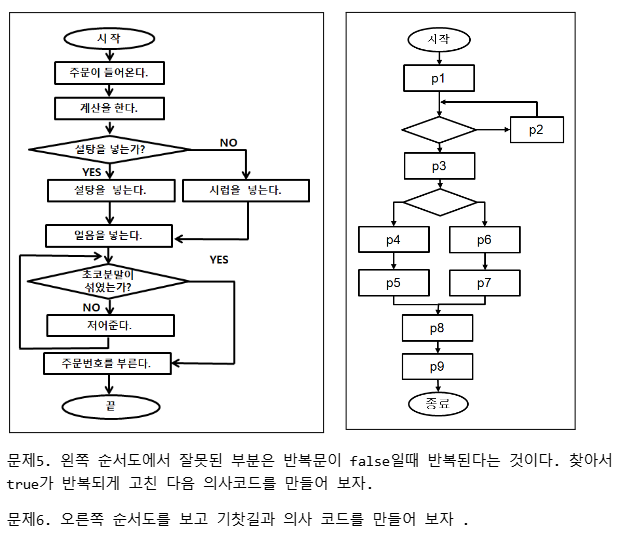 시작
주문이 들어온다.
계산을 한다.
설탕을 넣는가?
NO
YES
설탕을 넣는다.
시럽을 넣는다.
얼음을 넣는다.
YES
초코분말이
섞였는가?
NO
저어준다.
주문번호를 부른다.
끝
시작
p1
p2
p3
p4
p6
p5
p7
p8
p9
종료
문제5. 왼쪽 순서도에서 잘못된 부분은 반복문이 false일때 반복된다는 것이다. 찾아서
true가 반복되게 고친 다음 의사코드를 만들어 보자.
문제6. 오른쪽 순서도를 보고 기찻길과 의사 코드를 만들어 보자 .